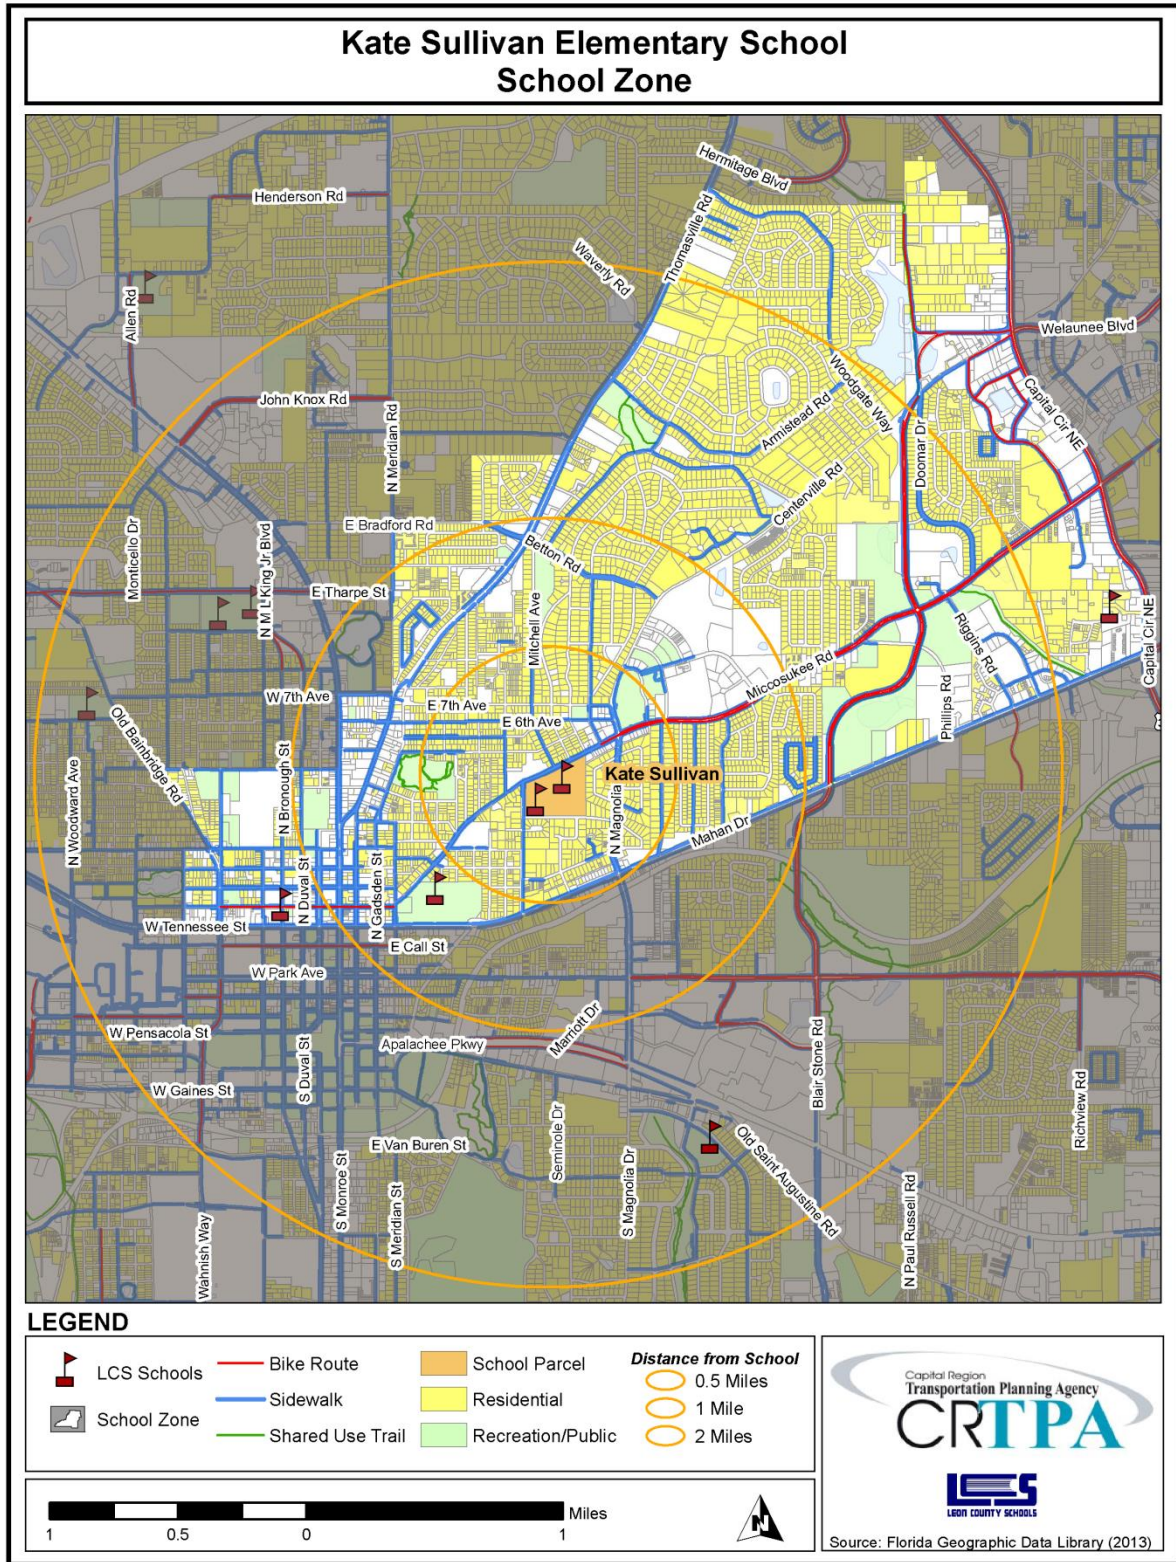 Kate Sullivan Elementary School
School Zone
Hermitage Blvd
Henderson Rd
Thomasville Rd
Waverly Rd
Allen Rd
Welaunee Blvd
Woodgate Way
Capital Cir NE
John Knox Rd
Armistead Rd
N Meridian Rd
Doomar Dr
Centerville Rd
E Bradford Rd
Monticello Dr
N M L King Jr Blvd
Betton Rd
E Tharpe St
Mitchell Ave
Riggins Rd
Capital Cir NE
Miccosukee Rd
W 7th Ave
E 7th Ave
Phillips Rd
E 6th Ave
Old Bainbridge Rd
N Bronough St
N Woodward Ave
Kate Sullivan
N Magnolia
Mahan Dr
N Duval St
N Gadsden St
W Tennessee St
E Call St
W Park Ave
Marriott Dr
W Pensacola St
Apalachee Pkwy
Blair Stone Rd
S Duval St
W Gaines St
Richview Rd
E Van Buren St
Seminole Dr
Old Saint Augustine Rd
S Monroe St
S Magnolia Dr
N Paul Russell Rd
S Meridian St
Wahnish Way
LEGEND
LCS Schools
School Zone
Bike Route
Sidewalk
Shared Use Trail
School Parcel
Residential
Recreation/Public
Distance from School
0.5 Miles
1 Mile
2 Miles
Capital Region
Transportation Planning Agency
CRTPA
LCS
LEON COUNTY SCHOOLS
Source: Florida Geographic Data Library (2013)
Miles
1 0.5 0 1
N